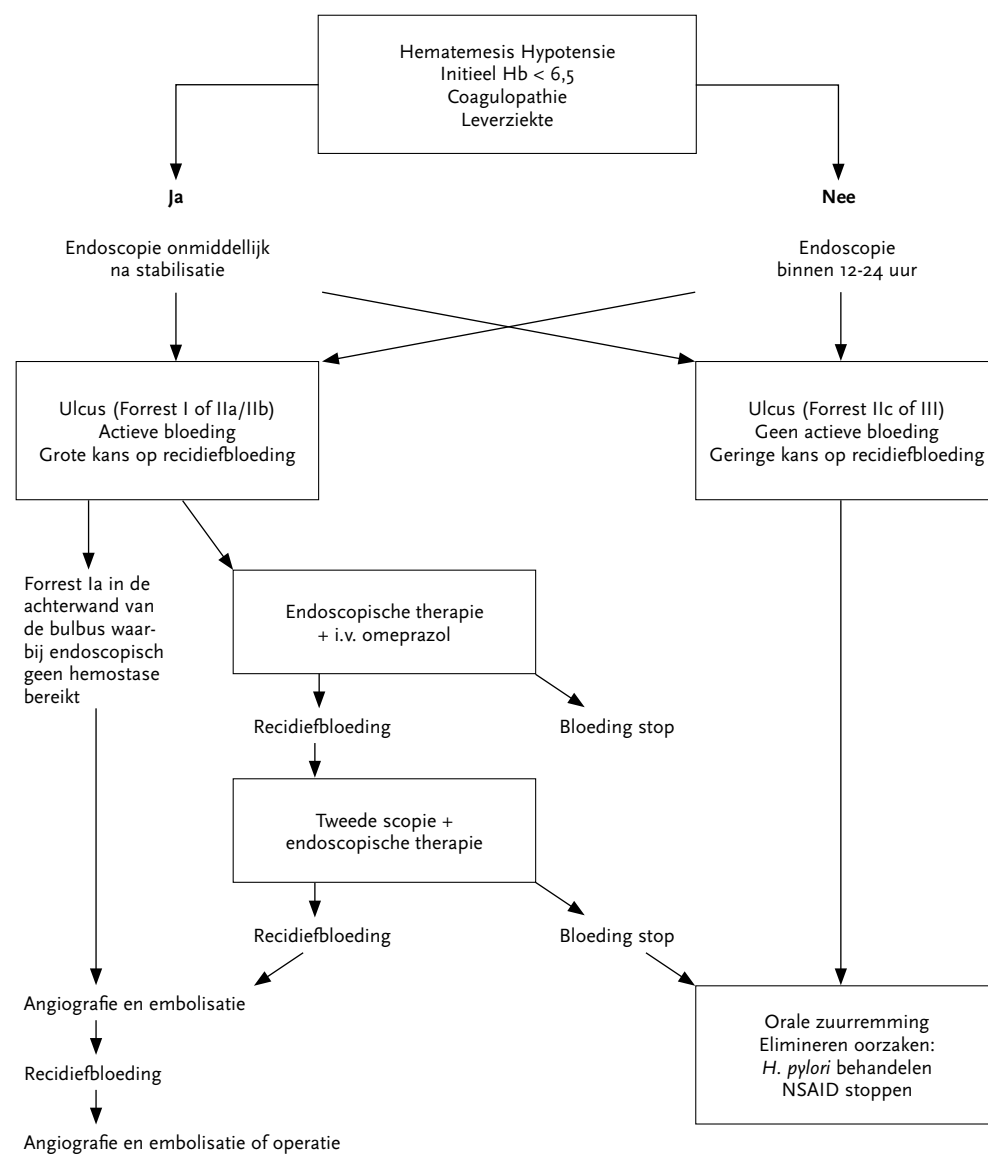 Hematemesis Hypotensie
Initieel Hb < 6,5
Coagulopathie
Leverziekte
Ja
Nee
Endoscopie onmiddellijk
na stabilisatie
Endoscopie
binnen 12-24 uur
Ulcus (Forrest I of IIa/IIb)
Actieve bloeding
Grote kans op recidiefbloeding
Ulcus (Forrest IIc of III)
Geen actieve bloeding
Geringe kans op recidiefbloeding
Forrest Ia in de
achterwand van
de bulbus waar-
bij endoscopisch
geen hemostase
bereikt
Endoscopische therapie
+ i.v. omeprazol
Recidiefbloeding
Bloeding stop
Tweede scopie +
endoscopische therapie
Recidiefbloeding
Bloeding stop
Angiografie en embolisatie
Recidiefbloeding
Angiografie en embolisatie of operatie
Orale zuurremming
Elimineren oorzaken:
H. pylori behandelen
NSAID stoppen